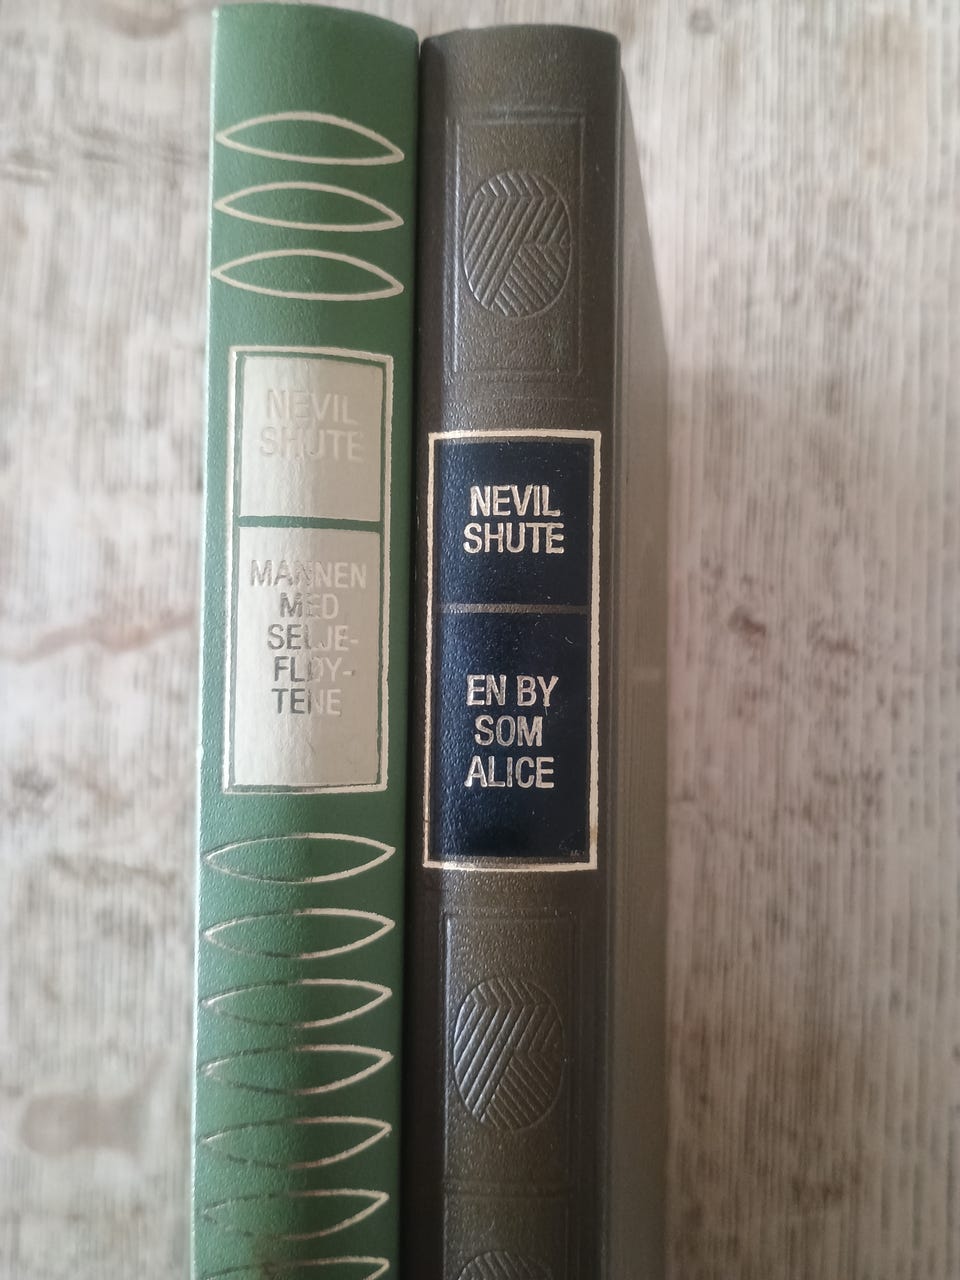 NEVIL
SHUTE
MANNEN
MED
SELJE-
FLØY-
TENE
NEVIL
SHUTE
EN BY
SOM
ALICE